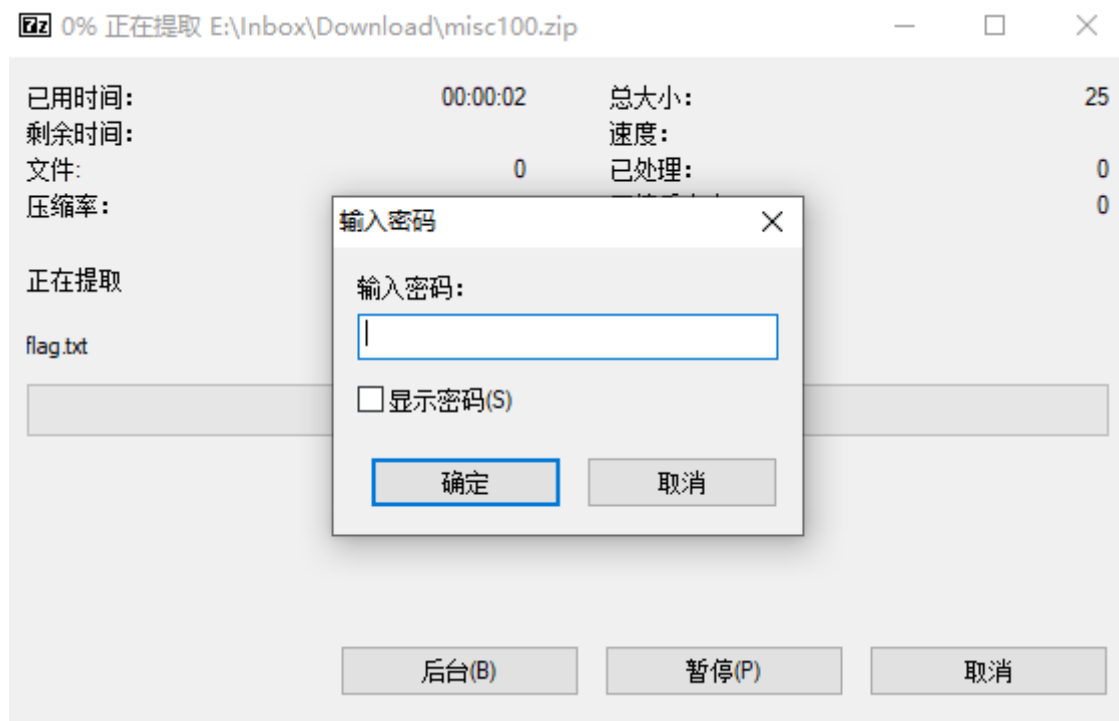 7z 0% 正在提取 E:\Inbox\Download\misc100.zip
已用时间： 00:00:02 总大小： 25
剩余时间： 速度：
文件: 0 已处理： 0
压缩率： 0
输入密码
正在提取
输入密码：
flag.txt
显示密码(S)
确定 取消
后台(B) 暂停(P) 取消